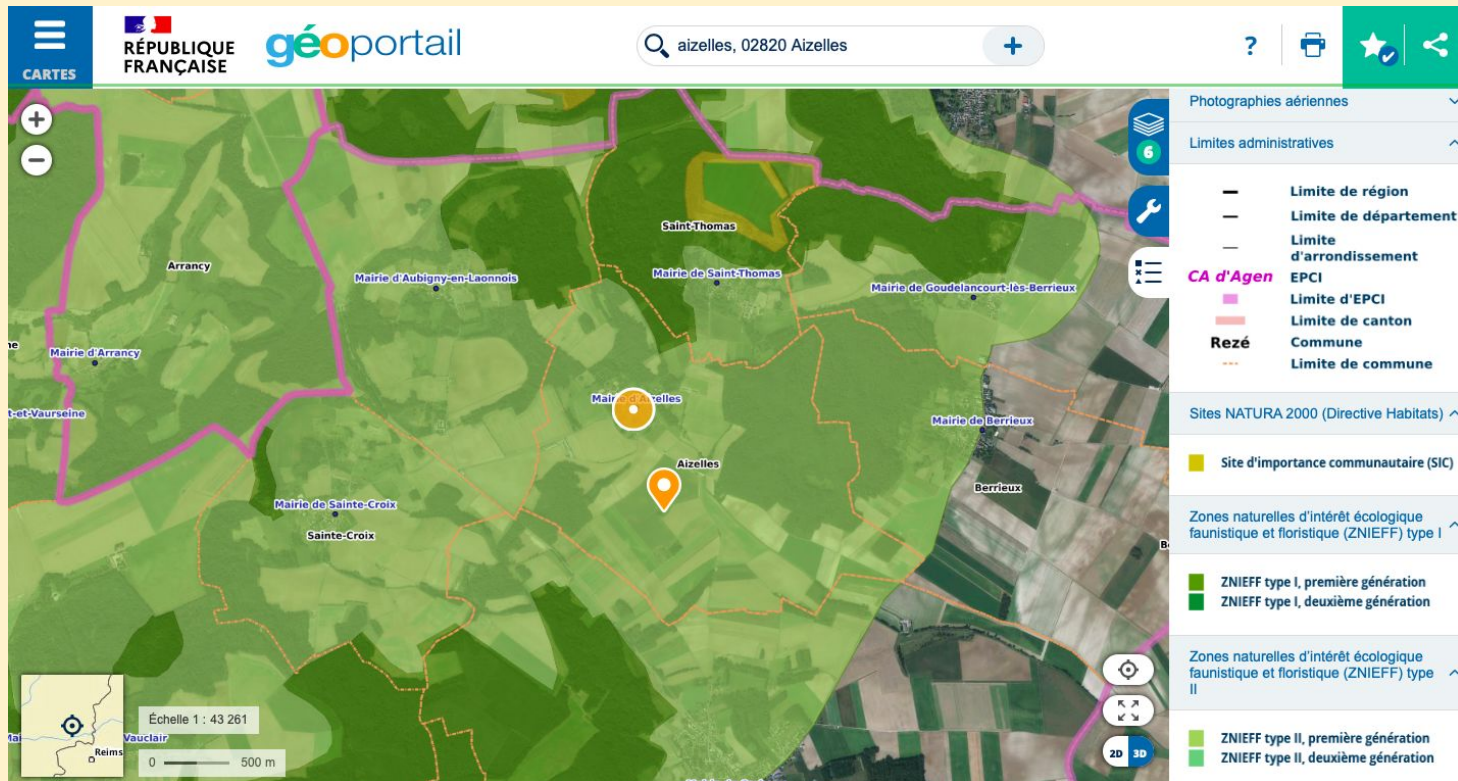 CARTES
RÉPUBLIQUE
FRANÇAISE
géoportail
aizelles, 02820 Aizelles
+
?
+
−
6
Saint-Thomas
Arrancy
Mairie d'Aubigny-en-Laonnois
Mairie de Saint-Thomas
Mairie de Goudelancourt-lès-Berrieux
Mairie d'Arrancy
t-et-Vaurseine
Mairie d'Aizelles
Mairie de Berrieux
Aizelles
Berrieux
Mairie de Sainte-Croix
Sainte-Croix
Échelle 1 : 43 261
Vauclair
Reims
0
500 m
2D
3D
Photographies aériennes
Limites administratives
Limite de région
Limite de département
Limite
d'arrondissement
CA d'Agen
EPCI
Limite d'EPCI
Limite de canton
Rezé
Commune
Limite de commune
Sites NATURA 2000 (Directive Habitats)
Site d'importance communautaire (SIC)
Zones naturelles d'intérêt écologique
faunistique et floristique (ZNIEFF) type I
ZNIEFF type I, première génération
ZNIEFF type I, deuxième génération
Zones naturelles d'intérêt écologique
faunistique et floristique (ZNIEFF) type
II
ZNIEFF type II, première génération
ZNIEFF type II, deuxième génération